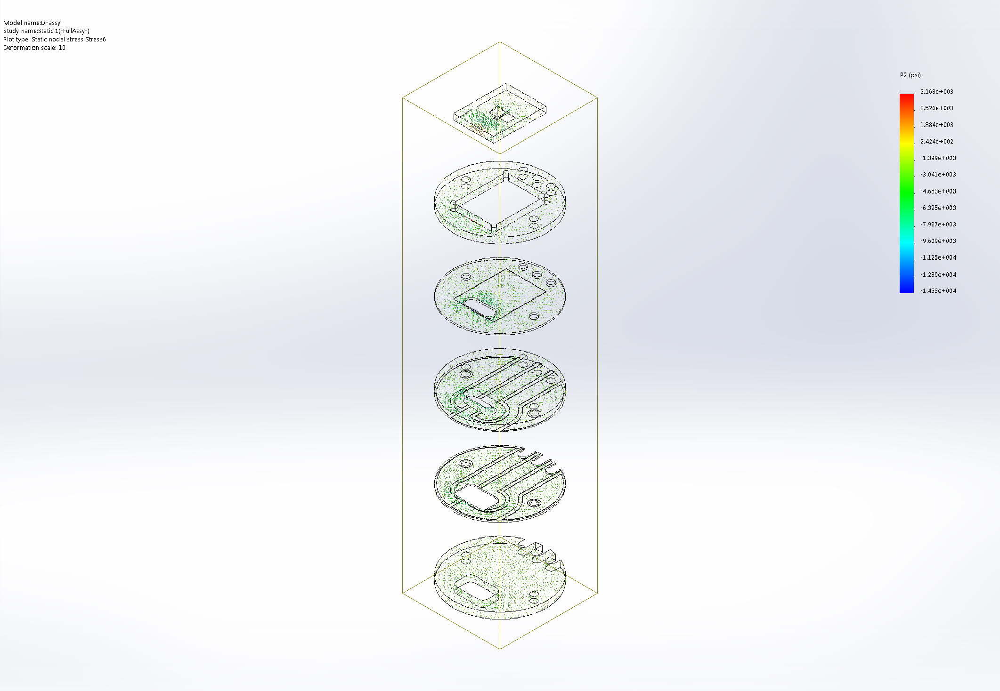 Model name:DFassy
Study name:Static 1(-FullAssy-)
Plot type: Static nodal stress Stress6
Deformation scale: 10
P2 (psi)
5.168e+003
3.526e+003
1.884e+003
2.424e+002
-1.399e+003
-3.041e+003
-4.683e+003
-6.325e+003
-7.967e+003
-9.609e+003
-1.125e+004
-1.289e+004
-1.453e+004